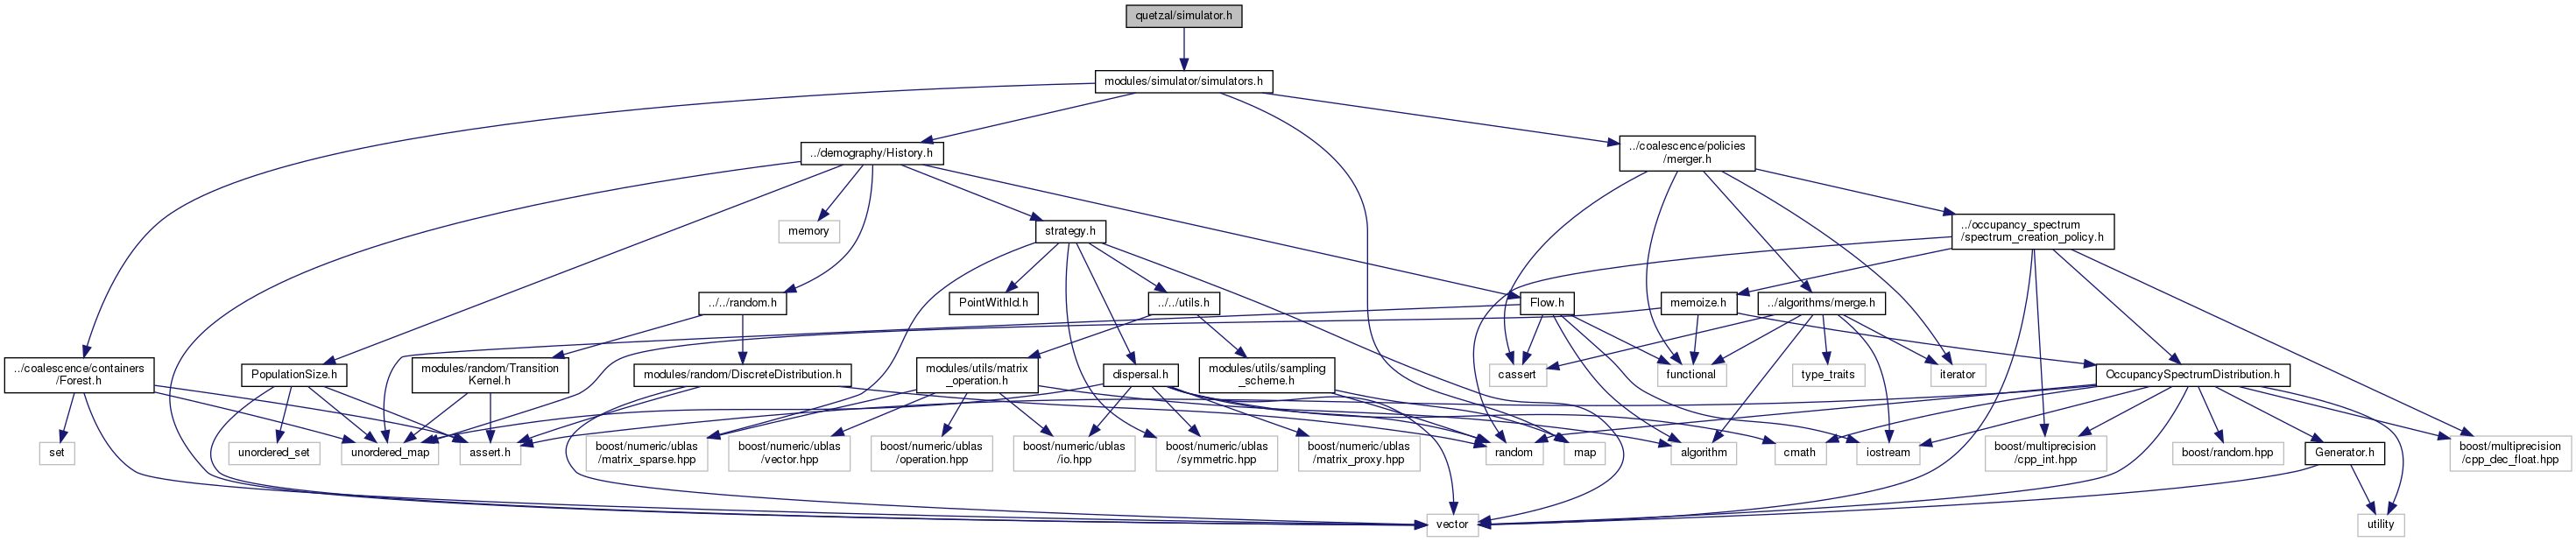 quetzal/simulator.h
modules/simulator/simulators.h
../demography/History.h
../coalescence/policies
/merger.h
memory
strategy.h
../occupancy_spectrum
/spectrum_creation_policy.h
../../random.h
PointWithId.h
../../utils.h
Flow.h
memoize.h
../algorithms/merge.h
../coalescence/containers
/Forest.h
PopulationSize.h
modules/random/Transition
Kernel.h
modules/random/DiscreteDistribution.h
modules/utils/matrix
_operation.h
dispersal.h
modules/utils/sampling
_scheme.h
cassert
functional
type_traits
iterator
OccupancySpectrumDistribution.h
set
unordered_set
unordered_map
assert.h
boost/numeric/ublas
/matrix_sparse.hpp
boost/numeric/ublas
/vector.hpp
boost/numeric/ublas
/operation.hpp
boost/numeric/ublas
/io.hpp
boost/numeric/ublas
/symmetric.hpp
boost/numeric/ublas
/matrix_proxy.hpp
random
map
algorithm
cmath
iostream
boost/multiprecision
/cpp_int.hpp
boost/random.hpp
Generator.h
boost/multiprecision
/cpp_dec_float.hpp
vector
utility